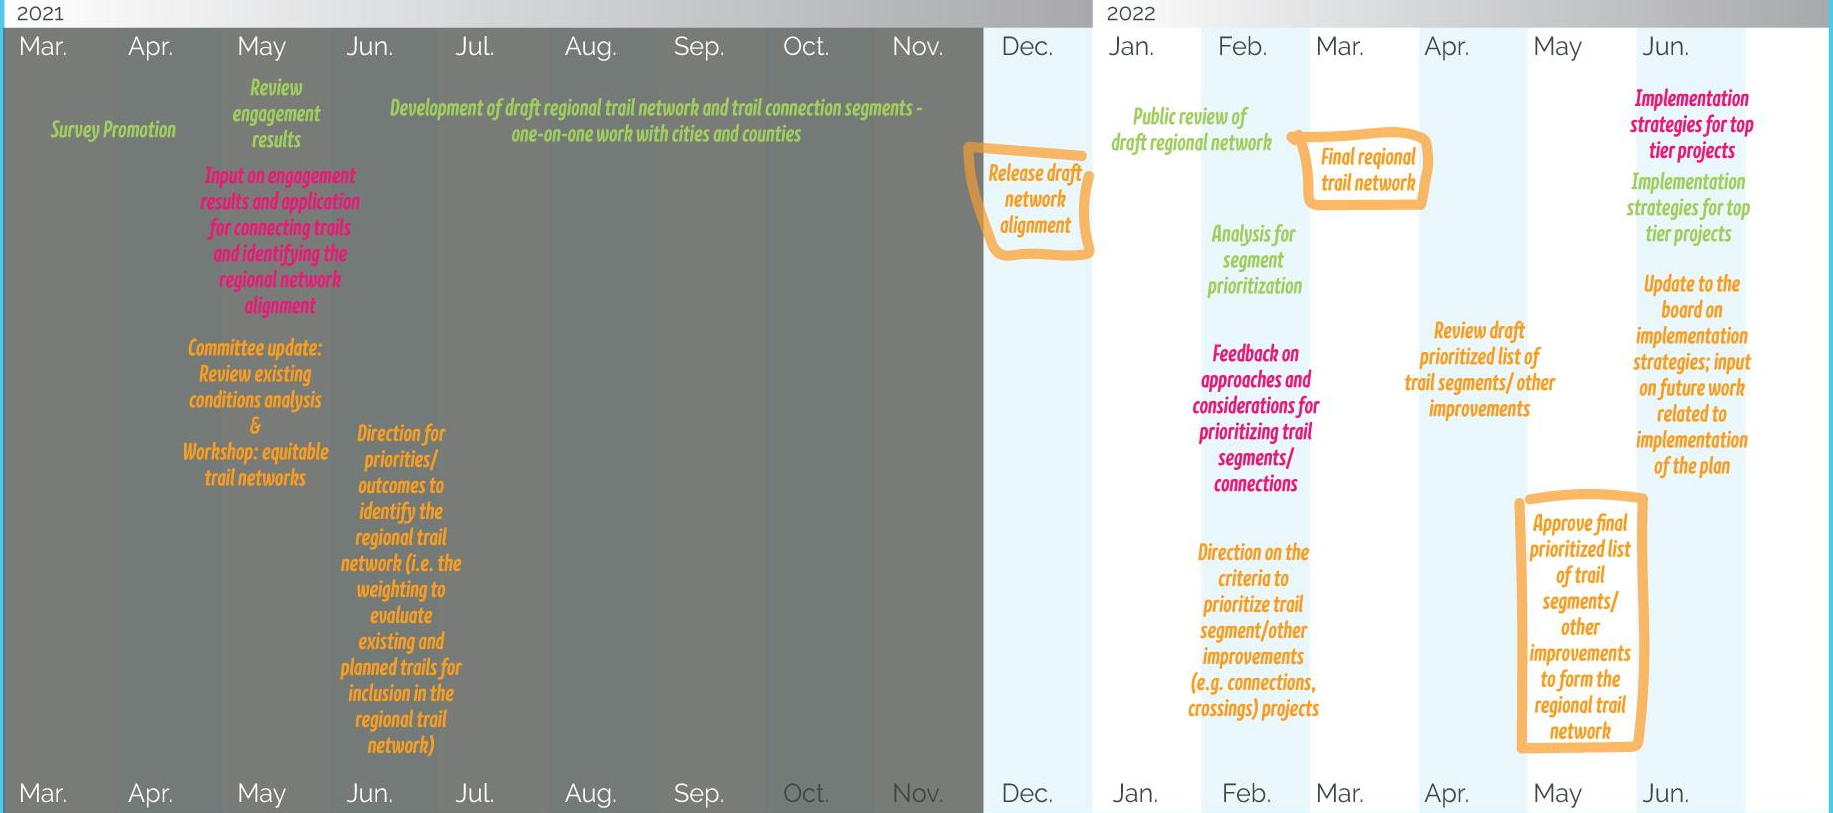 2021
2022
Mar. Apr. May Jun. Jul. Aug. Sep. Oct. Nov. Dec. Jan. Feb. Mar. Apr. May Jun.
Survey Promotion
Review
engagement
results
Input on engagement
results and application
for connecting trails
and identifying the
regional network
alignment
Committee update:
Review existing
conditions analysis
&
Workshop: equitable
trail networks
Direction for
priorities/
outcomes to
identify the
regional trail
network (i.e. the
weighting to
evaluate
existing and
planned trails for
inclusion in the
regional trail
network)
Development of draft regional trail network and trail connection segments -
one-on-one work with cities and counties
Release draft
network
alignment
Public review of
draft regional network
Analysis for
segment
prioritization
Feedback on
approaches and
considerations for
prioritizing trail
segments/
connections
Direction on the
criteria to
prioritize trail
segment/other
improvements
(e.g. connections,
crossings) projects
Final regional
trail network
Review draft
prioritized list of
trail segments/ other
improvements
Approve final
prioritized list
of trail
segments/
other
improvements
to form the
regional trail
network
Implementation
strategies for top
tier projects
Implementation
strategies for top
tier projects
Update to the
board on
implementation
strategies; input
on future work
related to
implementation
of the plan
Mar. Apr. May Jun. Jul. Aug. Sep. Oct. Nov. Dec. Jan. Feb. Mar. Apr. May Jun.